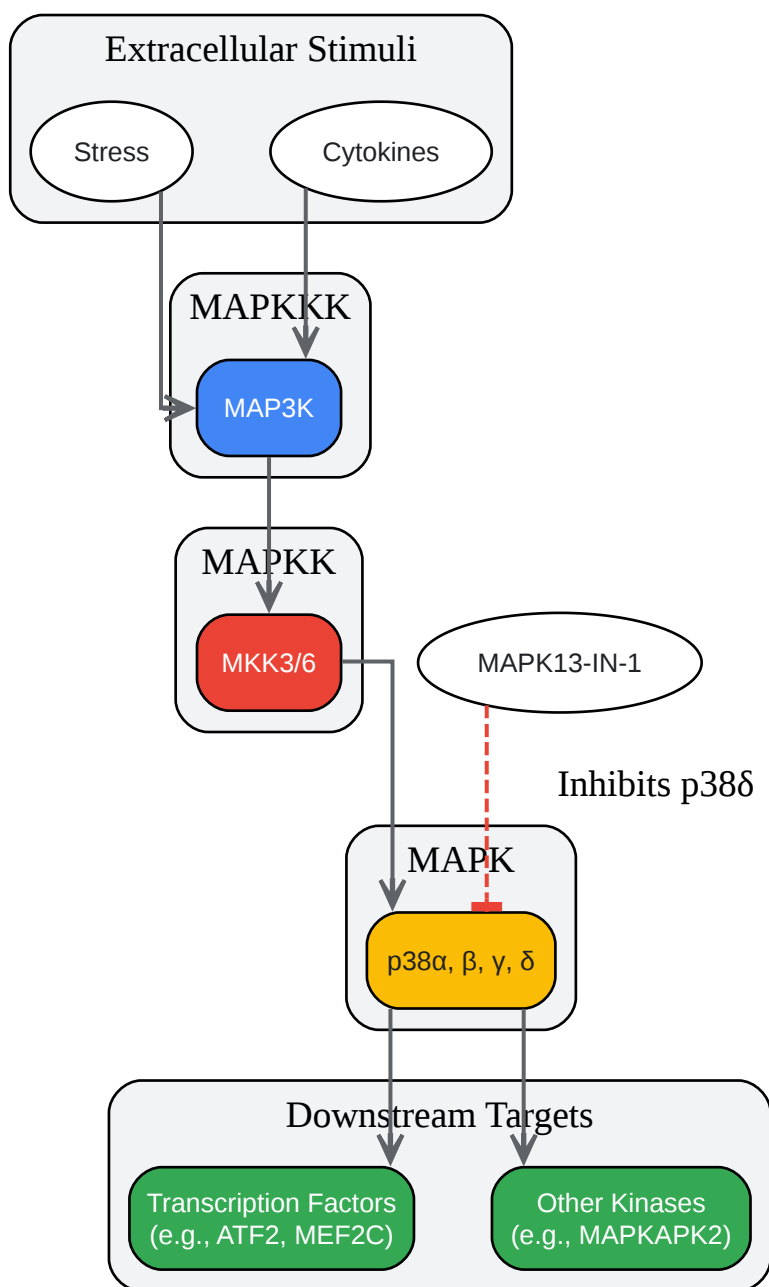 Extracellular Stimuli
Stress
Cytokines
MAPKKK
MAP3K
MAPKK
MKK3/6
MAPK13-IN-1
Inhibits p38δ
MAPK
p38α, β, γ, δ
Downstream Targets
Transcription Factors
(e.g., ATF2, MEF2C)
Other Kinases
(e.g., MAPKAPK2)